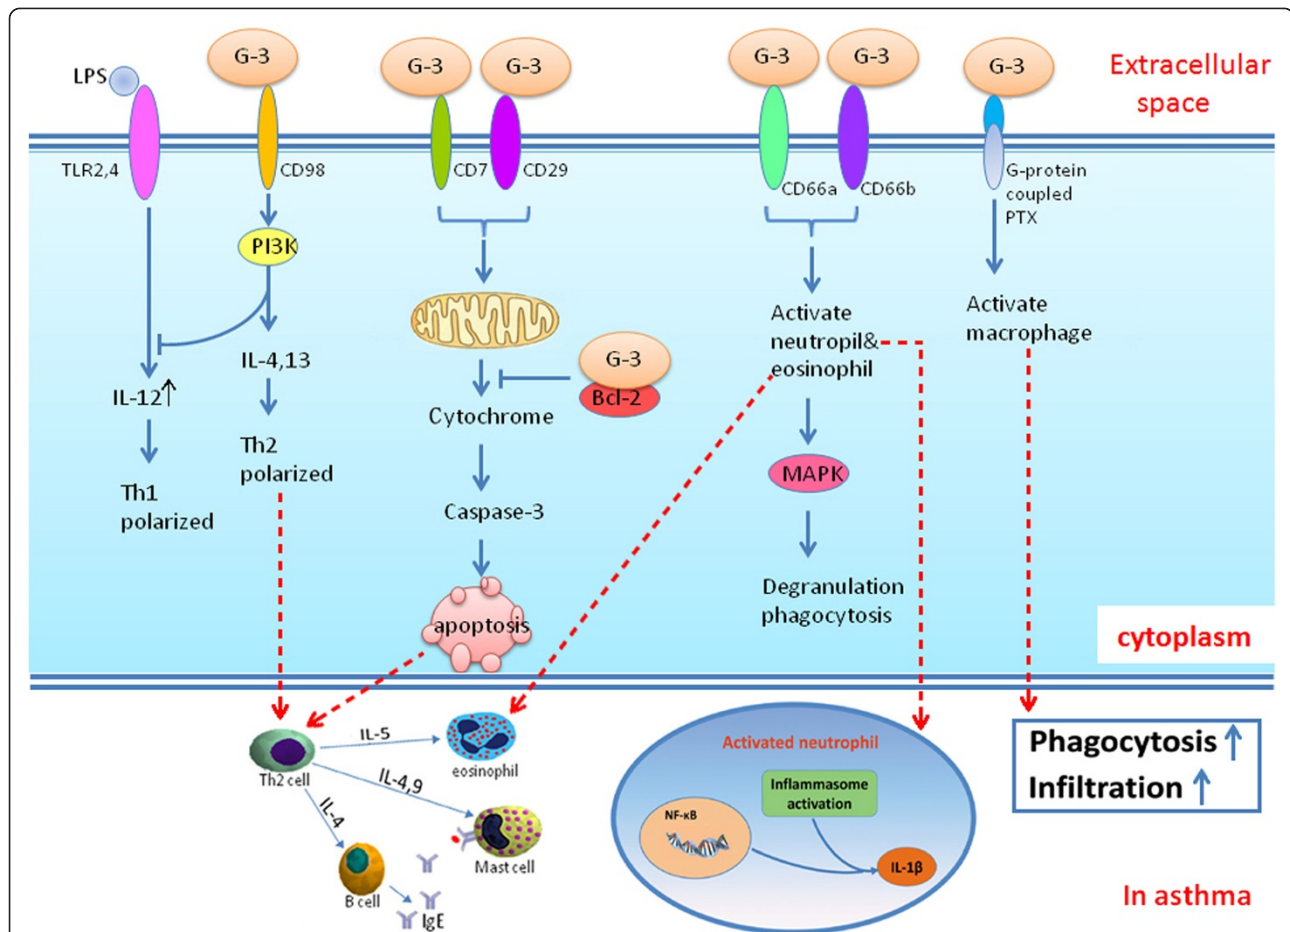 G-3
G-3
G-3
G-3
G-3
G-3
Extracellular
space
LPS
TLR2,4
CD98
CD7
CD29
CD66a
CD66b
G-protein
coupled
PTX
PI3K
Activate
neutropil&
eosinophil
Activate
macrophage
IL-4,13
G-3
Bcl-2
IL-12↑
Cytochrome
Th2
polarized
MAPK
Th1
polarized
Caspase-3
Degranulation
phagocytosis
apoptosis
cytoplasm
IL-5
Th2 cell
eosinophil
IL-4,9
IL-4
Mast cell
B cell
IgE
Activated neutrophil
Inflammasome
activation
NF-κB
IL-1β
Phagocytosis ↑
Infiltration ↑
In asthma